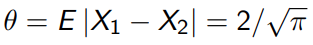 θ = E |X₁ − X₂| = 2/√π